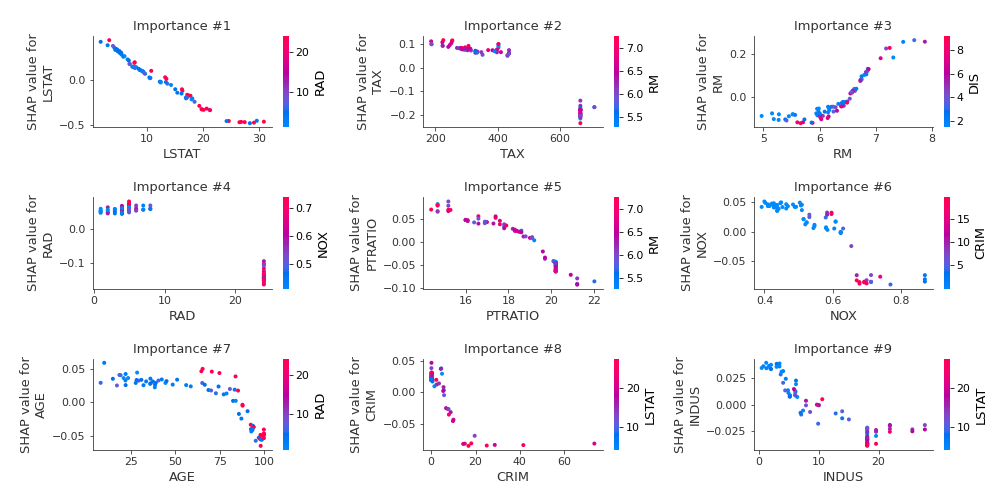 Importance #1
SHAP value for
LSTAT
0.0
−0.5
10
20
30
LSTAT
20
10
RAD
Importance #2
SHAP value for
TAX
0.1
0.0
−0.1
−0.2
200
400
600
TAX
7.0
6.5
6.0
5.5
RM
Importance #3
SHAP value for
RM
0.2
0.0
5
6
7
8
RM
8
6
4
2
DIS
Importance #4
SHAP value for
RAD
0.0
−0.1
0
20
RAD
0.7
0.6
0.5
NOX
Importance #5
SHAP value for
PTRATIO
0.05
0.00
−0.05
−0.10
16
18
20
22
PTRATIO
7.0
6.5
6.0
5.5
RM
Importance #6
SHAP value for
NOX
0.05
0.00
−0.05
0.4
0.6
0.8
NOX
15
10
5
CRIM
Importance #7
SHAP value for
AGE
0.05
0.00
−0.05
25
50
75
100
AGE
20
10
RAD
Importance #8
SHAP value for
CRIM
0.05
0.00
−0.05
0
20
40
60
CRIM
20
10
LSTAT
Importance #9
SHAP value for
INDUS
0.025
0.000
−0.025
0
10
20
INDUS
20
10
LSTAT